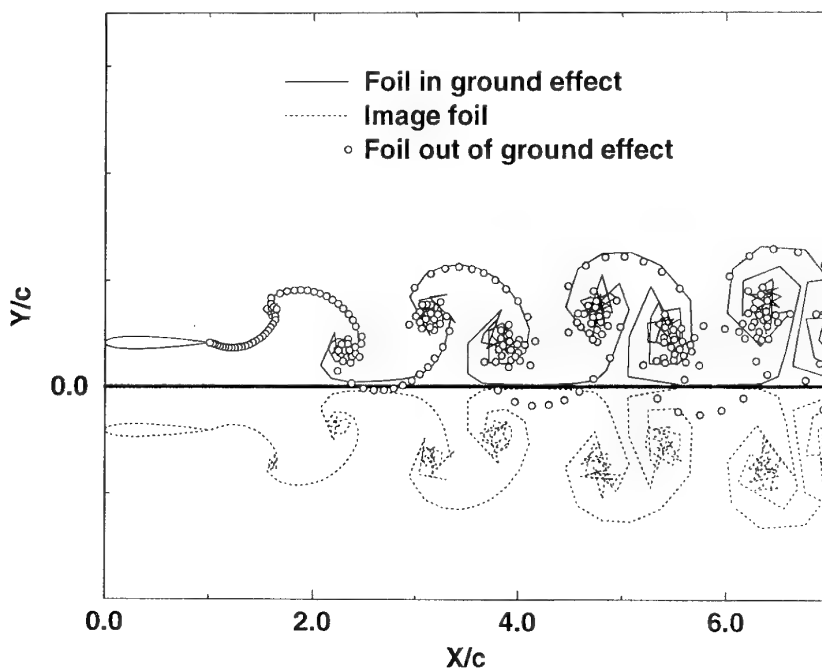 Foil in ground effect
Image foil
Foil out of ground effect
Y/c
0.0
0.0
2.0
4.0
6.0
X/c